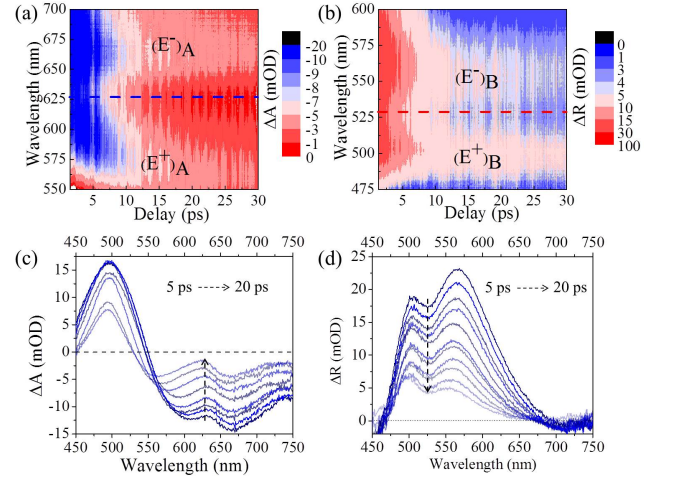 (a)
700
675
650
625
600
575
550
Wavelength (nm)
(E⁻)A
(E⁺)A
5 10 15 20 25 30
Delay (ps)
-20
-10
-9
-8
-7
-5
-3
-1
0
ΔA (mOD)
(b)
600
575
550
525
500
475
Wavelength (nm)
(E⁻)B
(E⁺)B
5 10 15 20 25 30
Delay (ps)
0
1
3
4
5
10
15
30
100
ΔR (mOD)
(c)
450 500 550 600 650 700 750
15
10
5
0
-5
-10
-15
ΔA (mOD)
5 ps 20 ps
450 500 550 600 650 700 750
Wavelength (nm)
(d)
450 500 550 600 650 700 750
25
20
15
10
5
0
ΔR (mOD)
5 ps 20 ps
450 500 550 600 650 700 750
Wavelength (nm)